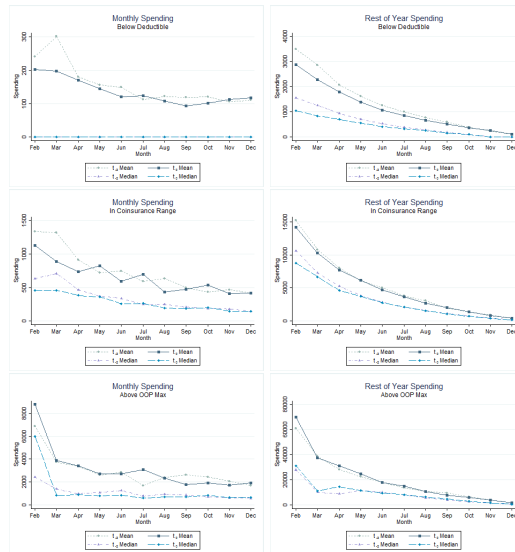 Monthly Spending
Below Deductible
300
200
100
0
Spending
Feb Mar Apr May Jun Jul Aug Sep Oct Nov Dec
Month
Mean Mean
Median Median
Rest of Year Spending
Below Deductible
4000
3000
2000
1000
0
Spending
Feb Mar Apr May Jun Jul Aug Sep Oct Nov Dec
Month
Mean Mean
Median Median
Monthly Spending
In Coinsurance Range
1500
1000
500
0
Spending
Feb Mar Apr May Jun Jul Aug Sep Oct Nov Dec
Month
Mean Mean
Median Median
Rest of Year Spending
In Coinsurance Range
15000
10000
5000
0
Spending
Feb Mar Apr May Jun Jul Aug Sep Oct Nov Dec
Month
Mean Mean
Median Median
Monthly Spending
Above OOP Max
8000
6000
4000
2000
0
Spending
Feb Mar Apr May Jun Jul Aug Sep Oct Nov Dec
Month
Mean Mean
Median Median
Rest of Year Spending
Above OOP Max
80000
60000
40000
20000
0
Spending
Feb Mar Apr May Jun Jul Aug Sep Oct Nov Dec
Month
Mean Mean
Median Median